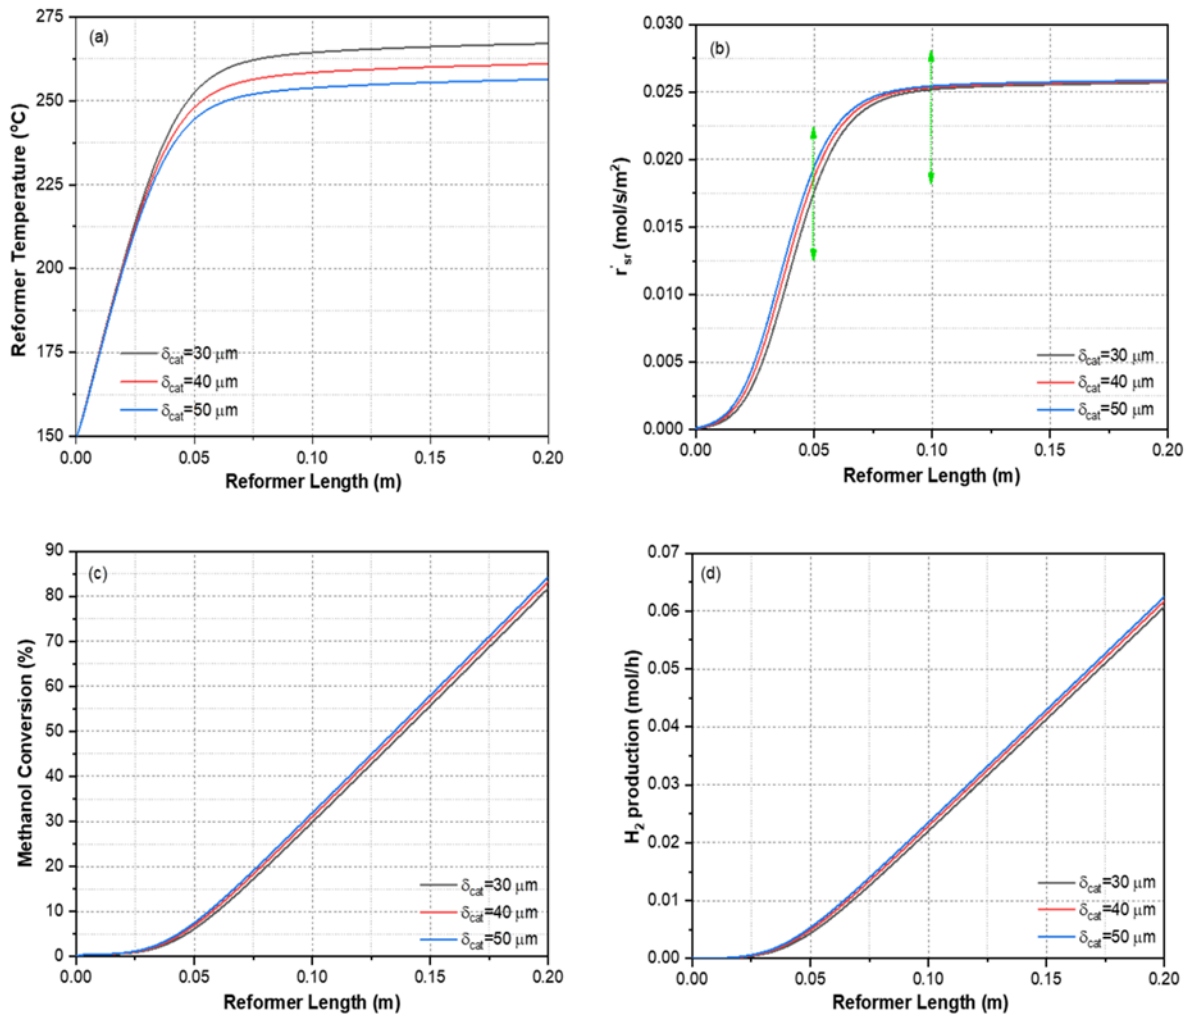 (a)
Reformer Temperature (°C)
275
250
225
200
175
150
δcat=30 μm
δcat=40 μm
δcat=50 μm
0.00 0.05 0.10 0.15 0.20
Reformer Length (m)
(b)
r'sr (mol/s/m²)
0.030
0.025
0.020
0.015
0.010
0.005
0.000
δcat=30 μm
δcat=40 μm
δcat=50 μm
0.00 0.05 0.10 0.15 0.20
Reformer Length (m)
(c)
Methanol Conversion (%)
90
80
70
60
50
40
30
20
10
0
δcat=30 μm
δcat=40 μm
δcat=50 μm
0.00 0.05 0.10 0.15 0.20
Reformer Length (m)
(d)
H₂ production (mol/h)
0.07
0.06
0.05
0.04
0.03
0.02
0.01
0.00
δcat=30 μm
δcat=40 μm
δcat=50 μm
0.00 0.05 0.10 0.15 0.20
Reformer Length (m)